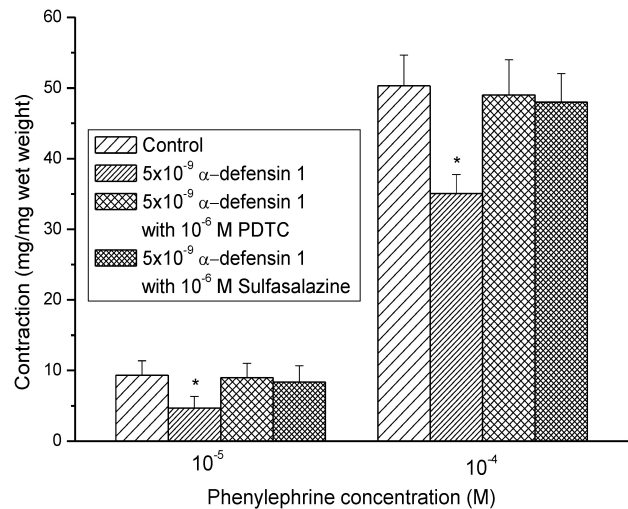 60
50
40
30
20
10
0
Contraction (mg/mg wet weight)
Control
5x10⁻⁹ α−defensin 1
5x10⁻⁹ α−defensin 1
with 10⁻⁶ M PDTC
5x10⁻⁹ α−defensin 1
with 10⁻⁶ M Sulfasalazine
*
*
10⁻⁵
10⁻⁴
Phenylephrine concentration (M)